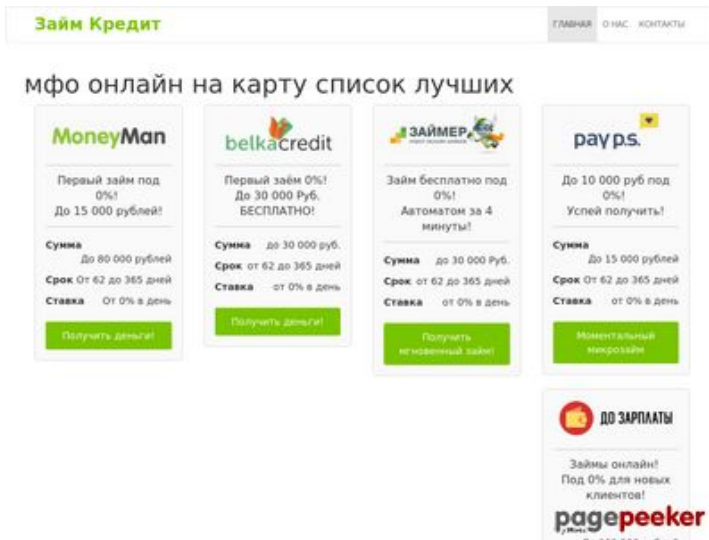 Займ Кредит
ГЛАВНАЯ О НАС КОНТАКТЫ
мфо онлайн на карту список лучших
MoneyMan
Первый займ под
0%!
До 15 000 рублей!
Сумма
До 80 000 рублей
Срок От 62 до 365 дней
Ставка От 0% в день
Получить деньги!
belkacredit
Первый заём 0%!
До 30 000 Руб.
БЕСПЛАТНО!
Сумма до 30 000 руб.
Срок от 62 до 365 дней
Ставка от 0% в день
Получить деньги!
ЗАЙМЕР
Займ бесплатно под
0%!
Автоматом за 4
минуты!
Сумма до 30 000 Руб.
Срок от 62 до 365 дней
Ставка от 0% в день
Получить
мгновенный займ!
pay p.s.
До 10 000 руб под
0%!
Успей получить!
Сумма
До 15 000 рублей
Срок От 62 до 365 дней
Ставка От 0% в день
Моментальный
микрозайм
ДО ЗАРПЛАТЫ
Займы онлайн!
Под 0% для новых
клиентов!
pagepeeker